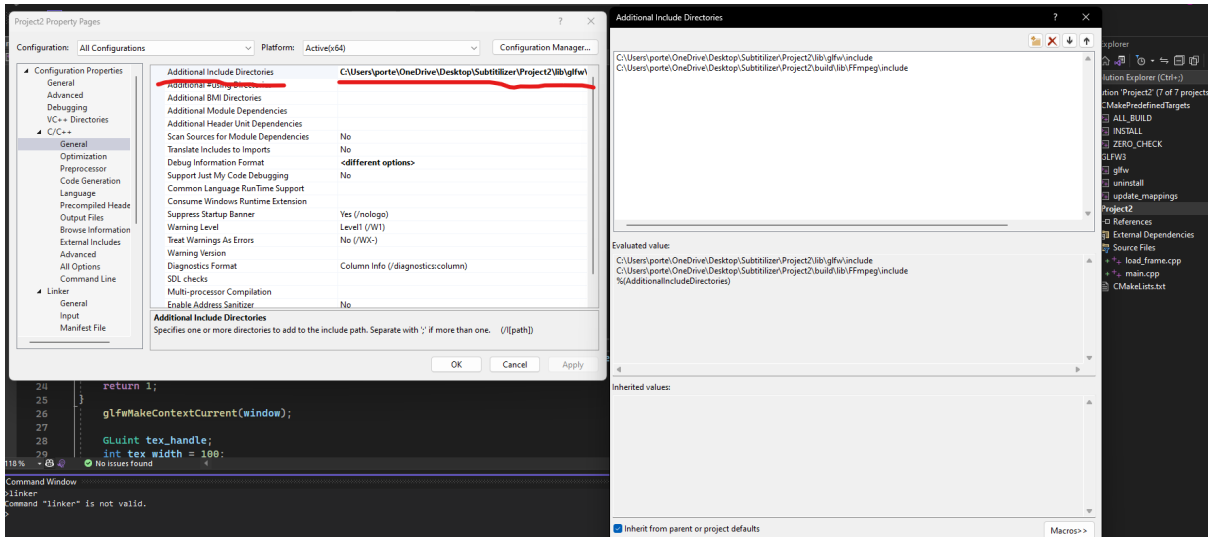 Project2 Property Pages
? ×
Configuration: All Configurations
Platform: Active(x64)
Configuration Manager...
Configuration Properties
General
Advanced
Debugging
VC++ Directories
C/C++
General
Optimization
Preprocessor
Code Generation
Language
Precompiled Heade
Output Files
Browse Information
External Includes
Advanced
All Options
Command Line
Linker
General
Input
Manifest File
Additional Include Directories C:\Users\porte\OneDrive\Desktop\Subtitilizer\Project2\lib\glfw\
Additional #using Directories
Additional BMI Directories
Additional Module Dependencies
Additional Header Unit Dependencies
Scan Sources for Module Dependencies No
Translate Includes to Imports No
Debug Information Format <different options>
Support Just My Code Debugging No
Common Language RunTime Support
Consume Windows Runtime Extension
Suppress Startup Banner Yes (/nologo)
Warning Level Level1 (/W1)
Treat Warnings As Errors No (/WX-)
Warning Version
Diagnostics Format Column Info (/diagnostics:column)
SDL checks
Multi-processor Compilation
Enable Address Sanitizer No
Additional Include Directories
Specifies one or more directories to add to the include path. Separate with ';' if more than one. (/I[path])
OK Cancel Apply
24 return 1;
25 }
26 glfwMakeContextCurrent(window);
27
28 GLuint tex_handle;
29 int tex_width = 100;
118 % No issues found
Command Window
>linker
Command "linker" is not valid.
>
Additional Include Directories
? ×
C:\Users\porte\OneDrive\Desktop\Subtitilizer\Project2\lib\glfw\include
C:\Users\porte\OneDrive\Desktop\Subtitilizer\Project2\build\lib\FFmpeg\include
Evaluated value:
C:\Users\porte\OneDrive\Desktop\Subtitilizer\Project2\lib\glfw\include
C:\Users\porte\OneDrive\Desktop\Subtitilizer\Project2\build\lib\FFmpeg\include
%(AdditionalIncludeDirectories)
Inherited values:
Inherit from parent or project defaults
Macros>>
xplorer
lution Explorer (Ctrl+;)
ution 'Project2' (7 of 7 projects
CMakePredefinedTargets
ALL_BUILD
INSTALL
ZERO_CHECK
GLFW3
glfw
uninstall
update_mappings
Project2
References
External Dependencies
Source Files
load_frame.cpp
main.cpp
CMakeLists.txt